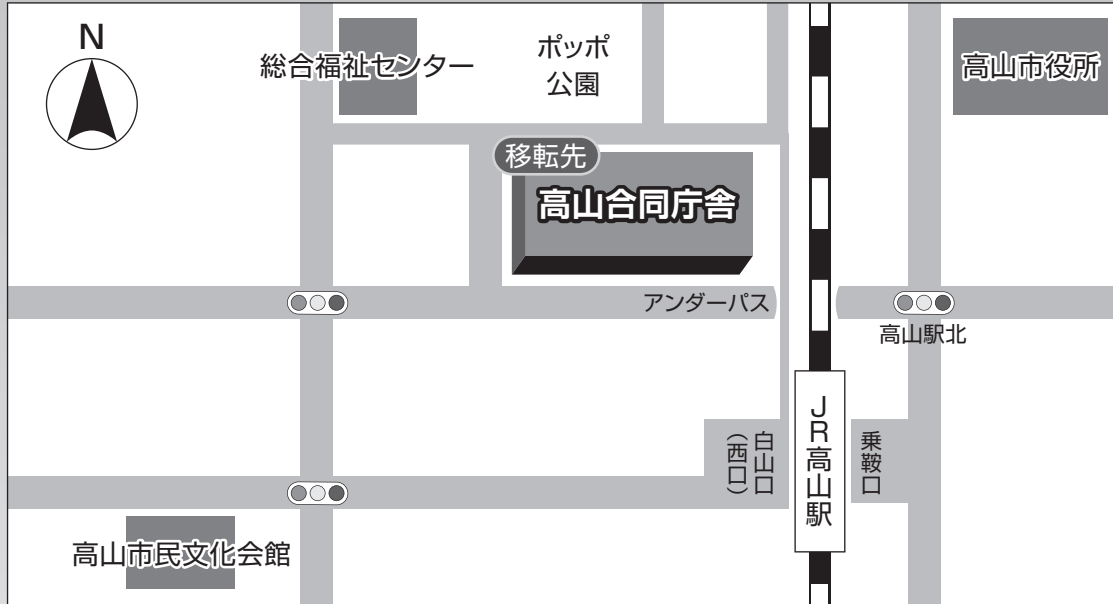 N
総合福祉センター
ポッポ
公園
高山市役所
移転先
高山合同庁舎
アンダーパス
高山駅北
JR高山駅
白山口
(西口)
乗鞍口
高山市民文化会館